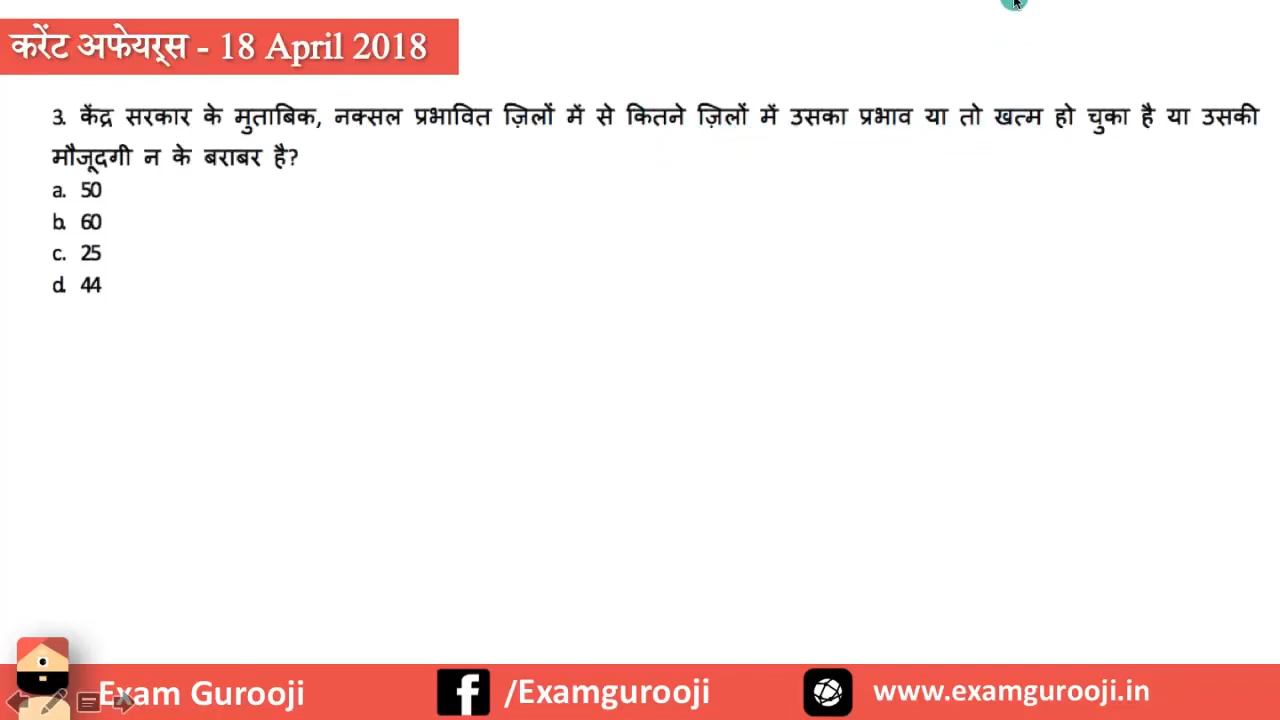 करेंट अफेयर्स - 18 April 2018
3. केंद्र सरकार के मुताबिक, नक्सल प्रभावित ज़िलों में से कितने ज़िलों में उसका प्रभाव या तो खत्म हो चुका है या उसकी
मौजूदगी न के बराबर है?
a. 50
b. 60
c. 25
d. 44
Exam Gurooji
/Examgurooji
www.examgurooji.in